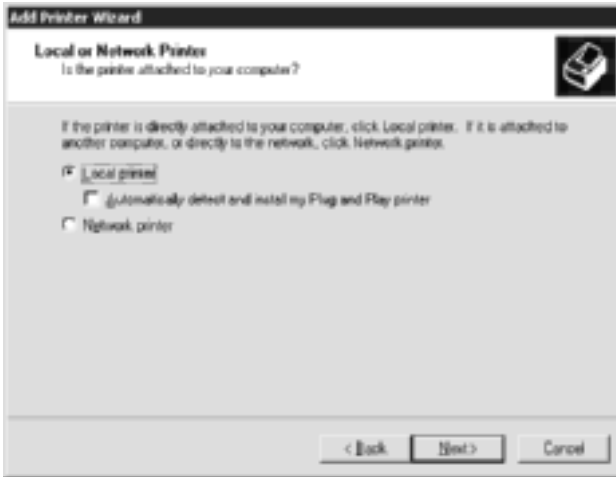 Add Printer Wizard
Local or Network Printer
Is the printer attached to your computer?
If the printer is directly attached to your computer, click Local printer. If it is attached to
another computer, or directly to the network, click Network printer.
Local printer
Automatically detect and install my Plug and Play printer
Network printer
< Back
Next >
Cancel